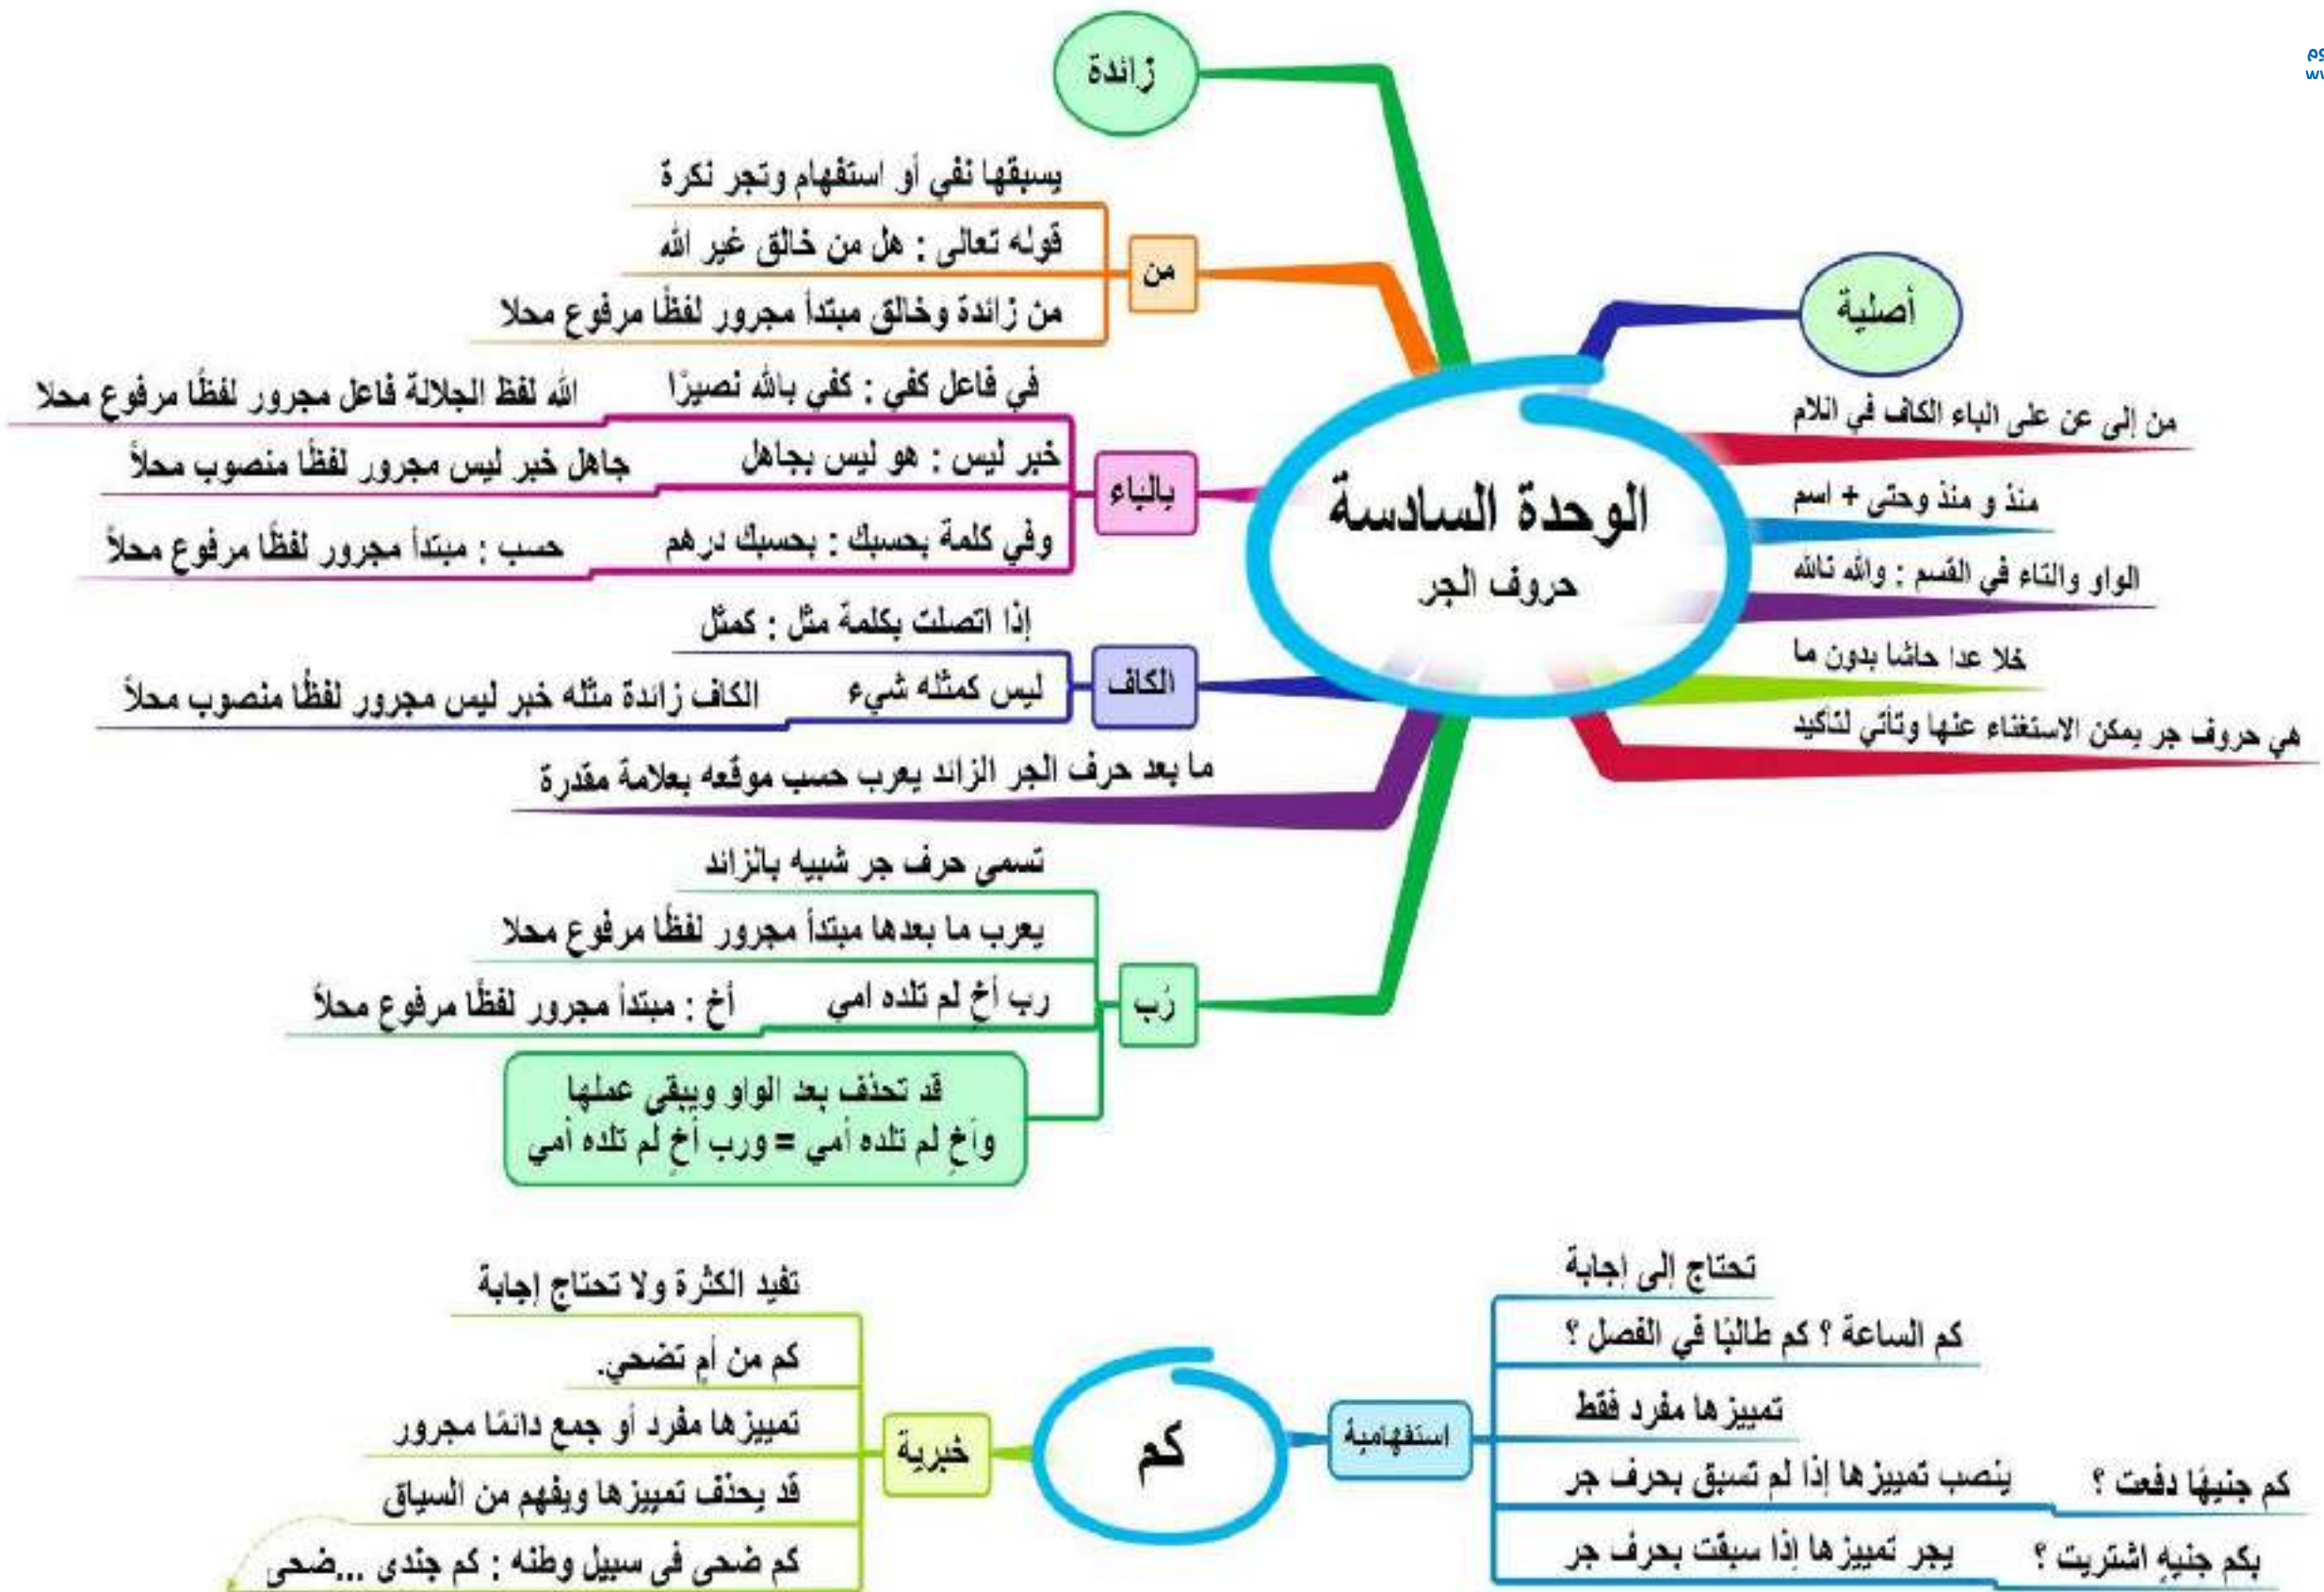 الوحدة السادسة
حروف الجر
أصلية
من إلى عن على الباء الكاف في اللام
منذ و منذ وحتى + اسم
الواو والتاء في القسم : والله تالله
خلا عدا حاشا بدون ما
هي حروف جر يمكن الاستغناء عنها وتأتي لتأكيد
زائدة
من
يسبقها نفي أو استفهام وتجر نكرة
قوله تعالى : هل من خالق غير الله
من زائدة وخالق مبتدأ مجرور لفظًا مرفوع محلا
بالباء
في فاعل كفي : كفي بالله نصيرًا
الله لفظ الجلالة فاعل مجرور لفظًا مرفوع محلا
خبر ليس : هو ليس بجاهل
جاهل خبر ليس مجرور لفظًا منصوب محلاً
وفي كلمة بحسبك : بحسبك درهم
حسب : مبتدأ مجرور لفظًا مرفوع محلاً
الكاف
إذا اتصلت بكلمة مثل : كمثل
ليس كمثله شيء
الكاف زائدة مثله خبر ليس مجرور لفظًا منصوب محلاً
ما بعد حرف الجر الزائد يعرب حسب موقعه بعلامة مقدرة
رُب
تسمى حرف جر شبيه بالزائد
يعرب ما بعدها مبتدأ مجرور لفظًا مرفوع محلا
رب أخٍ لم تلده امي
أخ : مبتدأ مجرور لفظًا مرفوع محلاً
قد تحذف بعد الواو ويبقى عملها
وأخٍ لم تلده أمي = ورب أخٍ لم تلده أمي
كم
استفهامية
تحتاج إلى إجابة
كم الساعة ؟ كم طالبًا في الفصل ؟
تمييزها مفرد فقط
ينصب تمييزها إذا لم تسبق بحرف جر
كم جنيهًا دفعت ؟
يجر تمييزها إذا سبقت بحرف جر
بكم جنيهٍ اشتريت ؟
خبرية
تفيد الكثرة ولا تحتاج إجابة
كم من أمٍ تضحي.
تمييزها مفرد أو جمع دائمًا مجرور
قد يحذف تمييزها ويفهم من السياق
كم ضحى فى سبيل وطنه : كم جندى ...ضحى